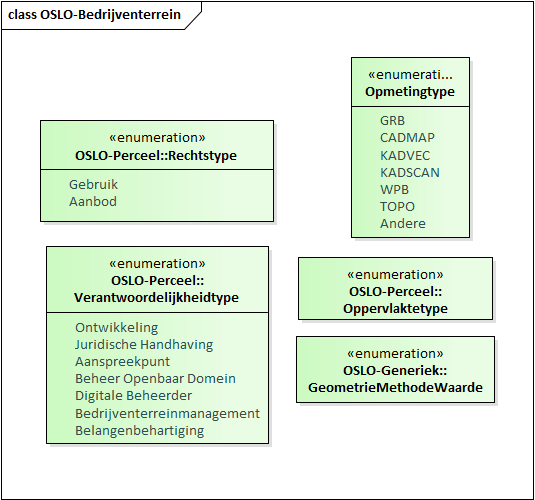 class OSLO-Bedrijventerrein
«enumerati...
Opmetingtype
GRB
CADMAP
KADVEC
KADSCAN
WPB
TOPO
Andere
«enumeration»
OSLO-Perceel::Rechtstype
Gebruik
Aanbod
«enumeration»
OSLO-Perceel::
Verantwoordelijkheidtype
Ontwikkeling
Juridische Handhaving
Aanspreekpunt
Beheer Openbaar Domein
Digitale Beheerder
Bedrijventerreinmanagement
Belangenbehartiging
«enumeration»
OSLO-Perceel::
Oppervlaktetype
«enumeration»
OSLO-Generiek::
GeometrieMethodeWaarde